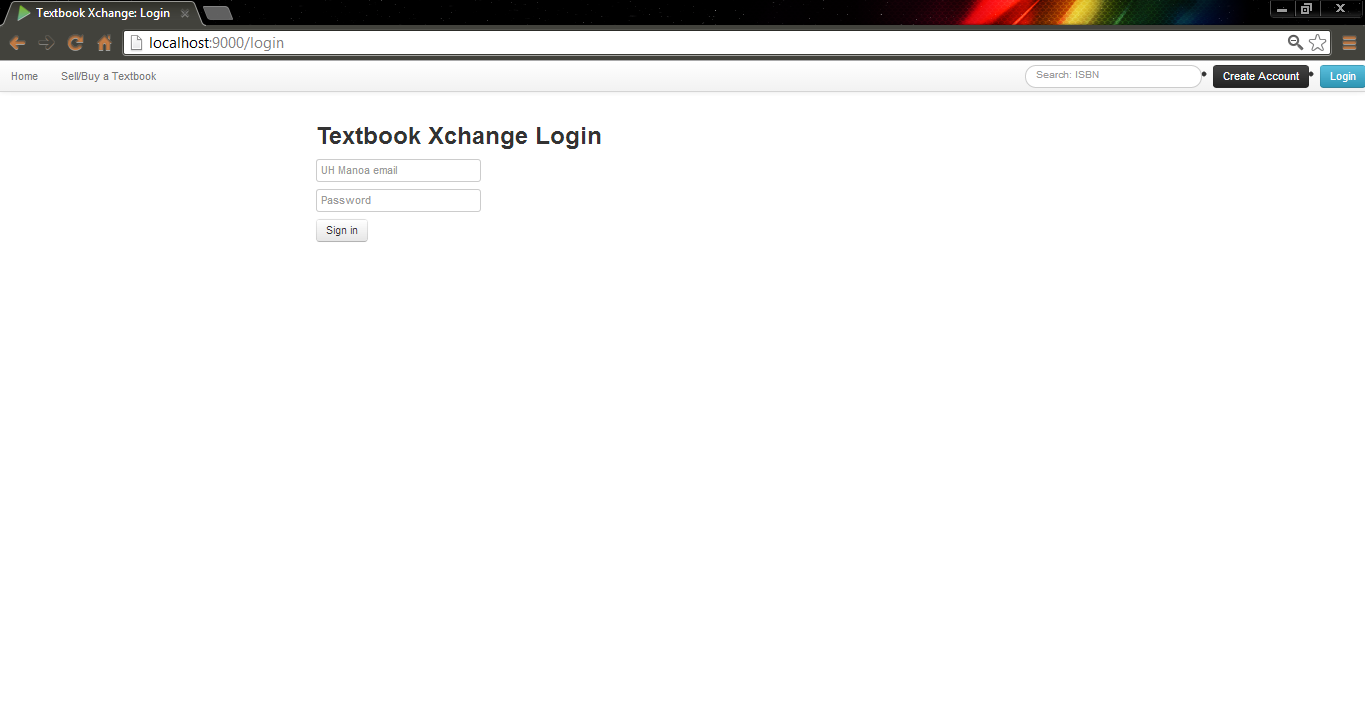 Textbook Xchange: Login
localhost:9000/login
Home Sell/Buy a Textbook Search: ISBN Create Account Login
Textbook Xchange Login
UH Manoa email
Password
Sign in